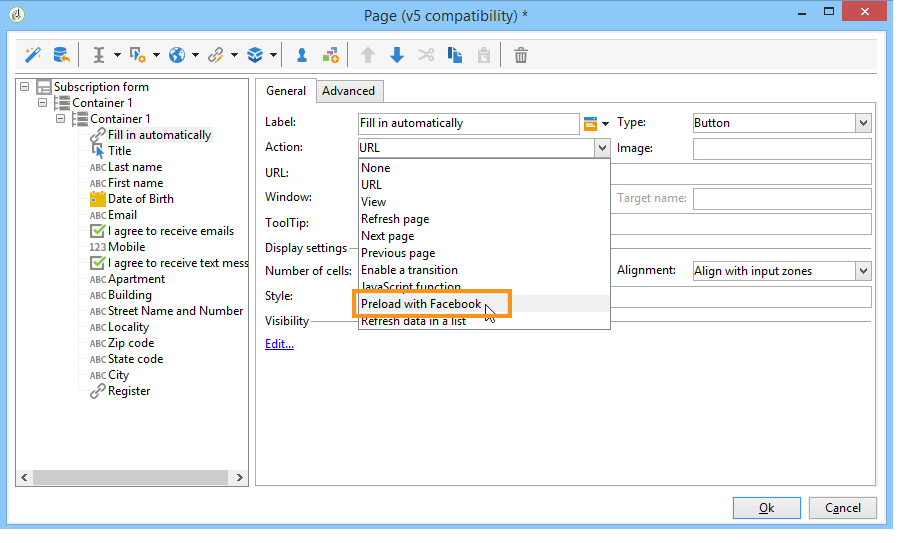 Page (v5 compatibility) *
Subscription form
Container 1
Container 1
Fill in automatically
Title
ABC Last name
ABC First name
Date of Birth
ABC Email
I agree to receive emails
123 Mobile
I agree to receive text mess
ABC Apartment
ABC Building
ABC Street Name and Number
ABC Locality
ABC Zip code
ABC State code
ABC City
Register
General Advanced
Label: Fill in automatically Type: Button
Action: URL Image:
URL:
Window: Target name:
ToolTip:
Display settings
Number of cells: Alignment: Align with input zones
Style:
Visibility
Edit...
None
URL
View
Refresh page
Next page
Previous page
Enable a transition
JavaScript function
Preload with Facebook
Refresh data in a list
Ok Cancel